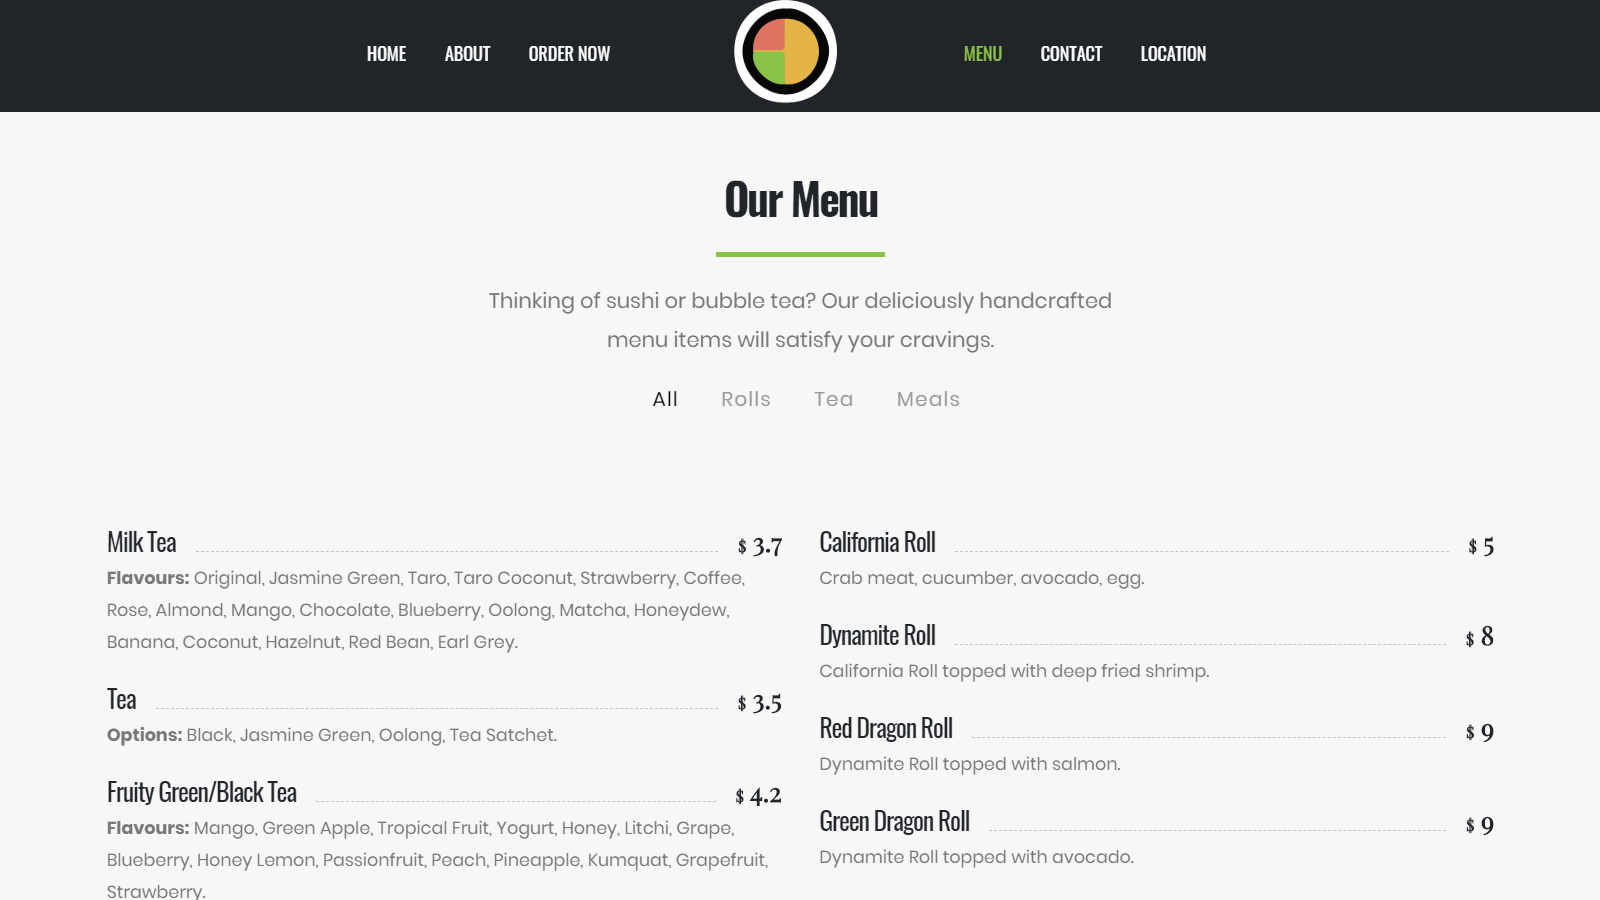 HOME ABOUT ORDER NOW MENU CONTACT LOCATION
Our Menu
Thinking of sushi or bubble tea? Our deliciously handcrafted
menu items will satisfy your cravings.
All Rolls Tea Meals
Milk Tea $ 3.7
Flavours: Original, Jasmine Green, Taro, Taro Coconut, Strawberry, Coffee,
Rose, Almond, Mango, Chocolate, Blueberry, Oolong, Matcha, Honeydew,
Banana, Coconut, Hazelnut, Red Bean, Earl Grey.
Tea $ 3.5
Options: Black, Jasmine Green, Oolong, Tea Satchet.
Fruity Green/Black Tea $ 4.2
Flavours: Mango, Green Apple, Tropical Fruit, Yogurt, Honey, Litchi, Grape,
Blueberry, Honey Lemon, Passionfruit, Peach, Pineapple, Kumquat, Grapefruit,
Strawberry.
California Roll $ 5
Crab meat, cucumber, avocado, egg.
Dynamite Roll $ 8
California Roll topped with deep fried shrimp.
Red Dragon Roll $ 9
Dynamite Roll topped with salmon.
Green Dragon Roll $ 9
Dynamite Roll topped with avocado.